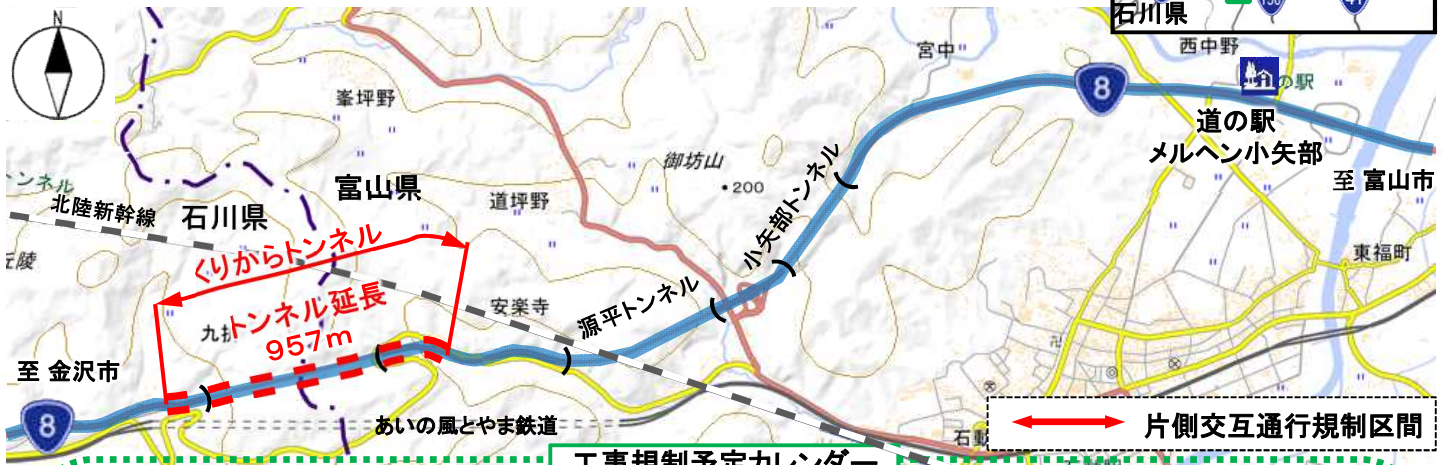 N
石川県
西中野
の駅
宮中
8
道の駅
メルヘン小矢部
至 富山市
峯坪野
御坊山
200
小矢部トンネル
富山県
道坪野
トンネル
北陸新幹線
石川県
丘陵
くりからトンネル
トンネル延長
957m
安楽寺
源平トンネル
東福町
至 金沢市
8
あいの風とやま鉄道
片側交互通行規制区間
工事規制予定カレンダー